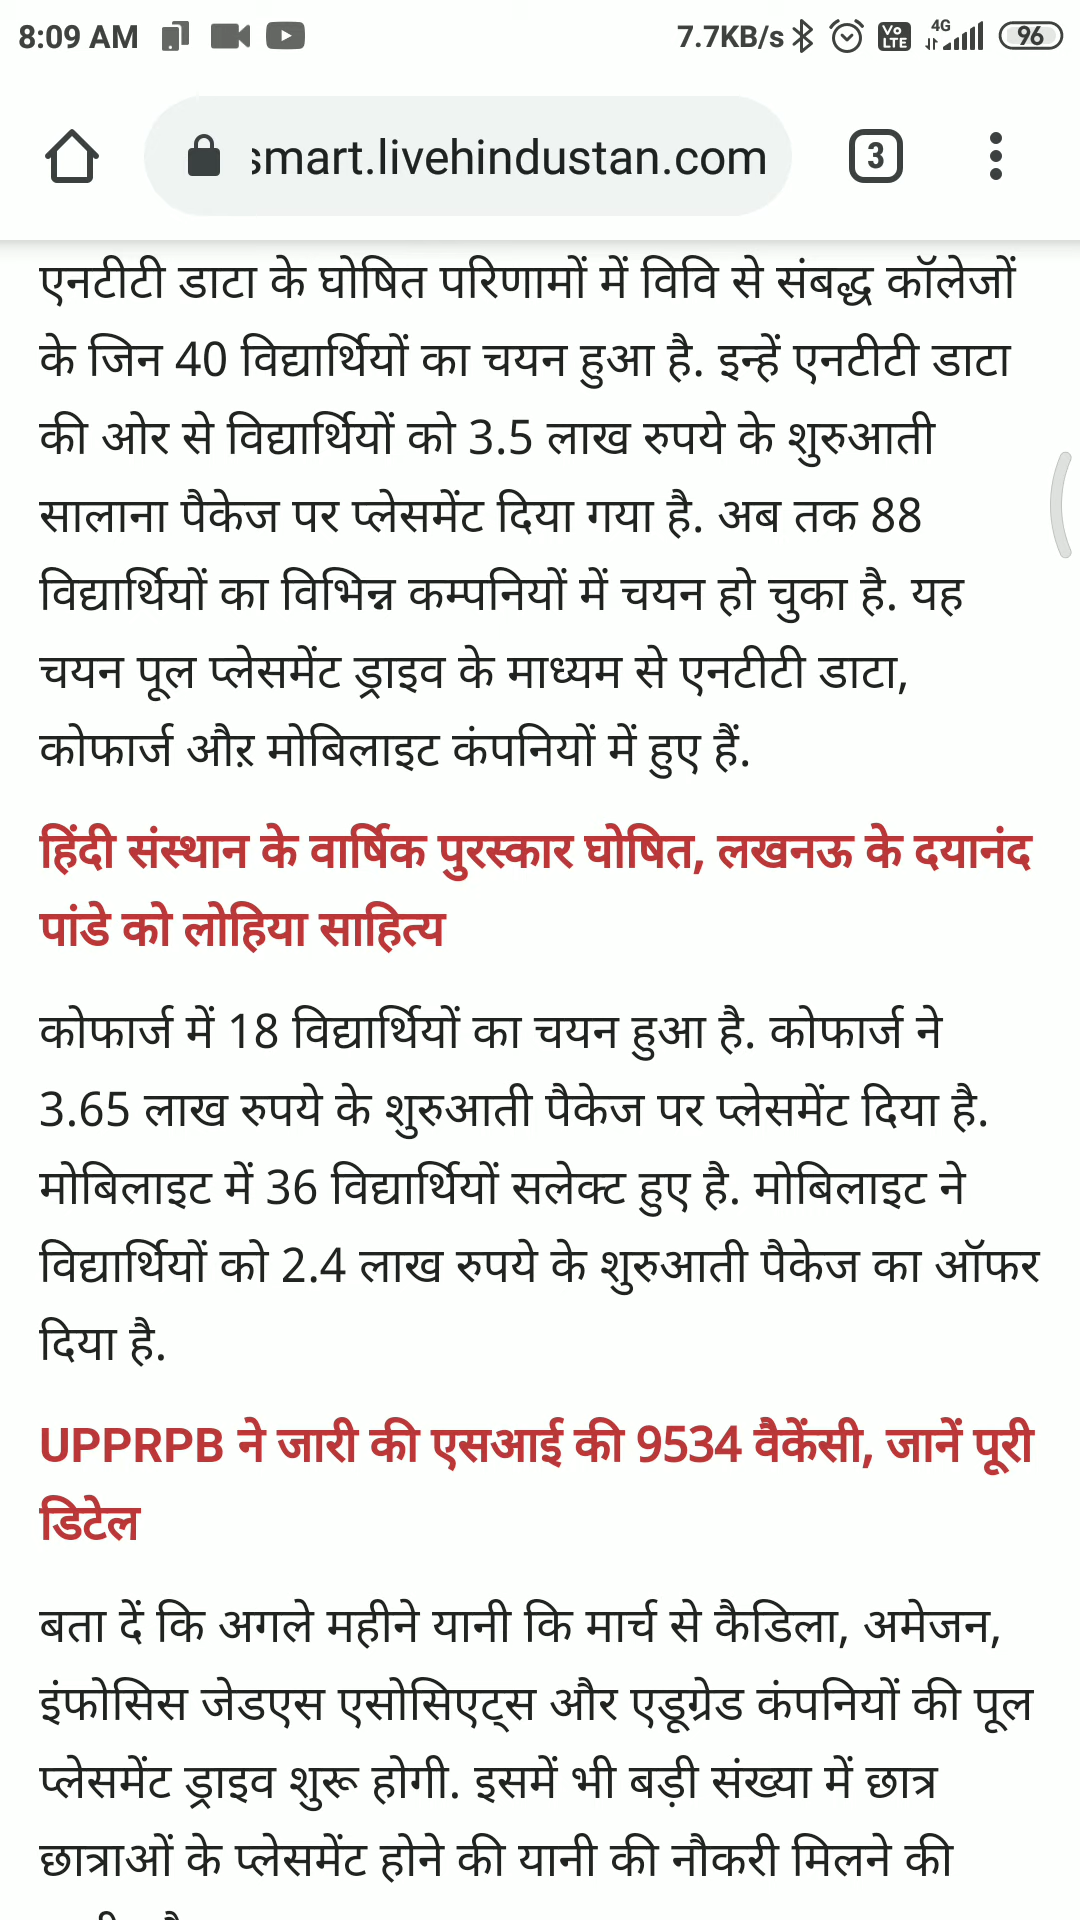 8:09 AM
7.7KB/s
Vo
LTE
4G
96
smart.livehindustan.com
3
एनटीटी डाटा के घोषित परिणामों में विवि से संबद्ध कॉलेजों
के जिन 40 विद्यार्थियों का चयन हुआ है. इन्हें एनटीटी डाटा
की ओर से विद्यार्थियों को 3.5 लाख रुपये के शुरुआती
सालाना पैकेज पर प्लेसमेंट दिया गया है. अब तक 88
विद्यार्थियों का विभिन्न कम्पनियों में चयन हो चुका है. यह
चयन पूल प्लेसमेंट ड्राइव के माध्यम से एनटीटी डाटा,
कोफार्ज औऱ मोबिलाइट कंपनियों में हुए हैं.
हिंदी संस्थान के वार्षिक पुरस्कार घोषित, लखनऊ के दयानंद
पांडे को लोहिया साहित्य
कोफार्ज में 18 विद्यार्थियों का चयन हुआ है. कोफार्ज ने
3.65 लाख रुपये के शुरुआती पैकेज पर प्लेसमेंट दिया है.
मोबिलाइट में 36 विद्यार्थियों सलेक्ट हुए है. मोबिलाइट ने
विद्यार्थियों को 2.4 लाख रुपये के शुरुआती पैकेज का ऑफर
दिया है.
UPPRPB ने जारी की एसआई की 9534 वैकेंसी, जानें पूरी
डिटेल
बता दें कि अगले महीने यानी कि मार्च से कैडिला, अमेजन,
इंफोसिस जेडएस एसोसिएट्स और एडूग्रेड कंपनियों की पूल
प्लेसमेंट ड्राइव शुरू होगी. इसमें भी बड़ी संख्या में छात्र
छात्राओं के प्लेसमेंट होने की यानी की नौकरी मिलने की